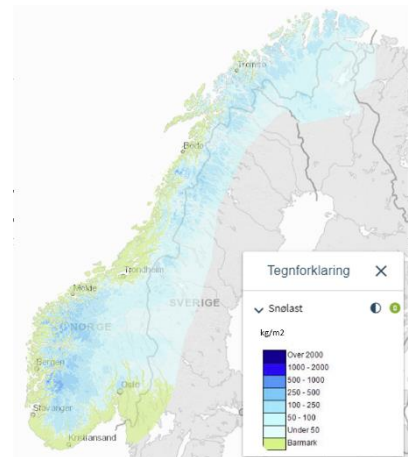 Tromsø
Bodø
Trondheim
Molde
SVERIGE
NORGE
Bergen
Oslo
Stavanger
Kristiansand
Tegnforklaring
Snølast
kg/m2
Over 2000
1000 - 2000
500 - 1000
250 - 500
100 - 250
50 - 100
Under 50
Barmark